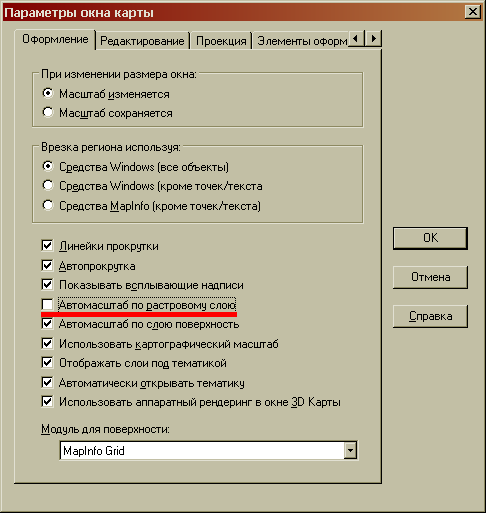 Параметры окна карты
Оформление Редактирование Проекция Элементы оформ
При изменении размера окна:
Масштаб изменяется
Масштаб сохраняется
Врезка региона используя:
Средства Windows (все объекты)
Средства Windows (кроме точек/текста
Средства MapInfo (кроме точек/текста)
Линейки прокрутки
Автопрокрутка
Показывать всплывающие надписи
Автомасштаб по растровому слою
Автомасштаб по слою поверхность
Использовать картографический масштаб
Отображать слои под тематикой
Автоматически открывать тематику
Использовать аппаратный рендеринг в окне 3D Карты
Модуль для поверхности:
MapInfo Grid
OK
Отмена
Справка